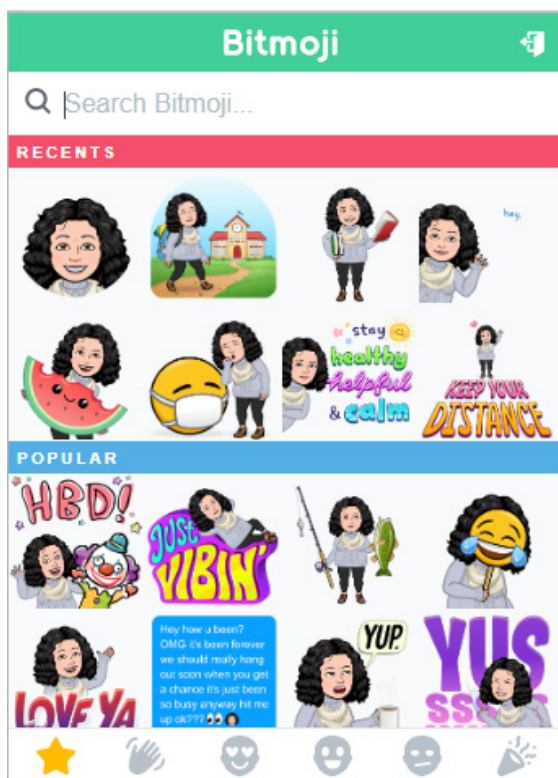 Bitmoji
Search Bitmoji...
RECENTS
hey.
stay
healthy
helpful
& calm
KEEP YOUR
DISTANCE
POPULAR
HBD!
JUST
VIBIN'
LOVE YA
Hey how u been?
OMG it's been forever
we should really hang
out soon when you get
a chance it's just been
so busy anyway hit me
up ok??? 👀
YUP.
YUS
SSSSS